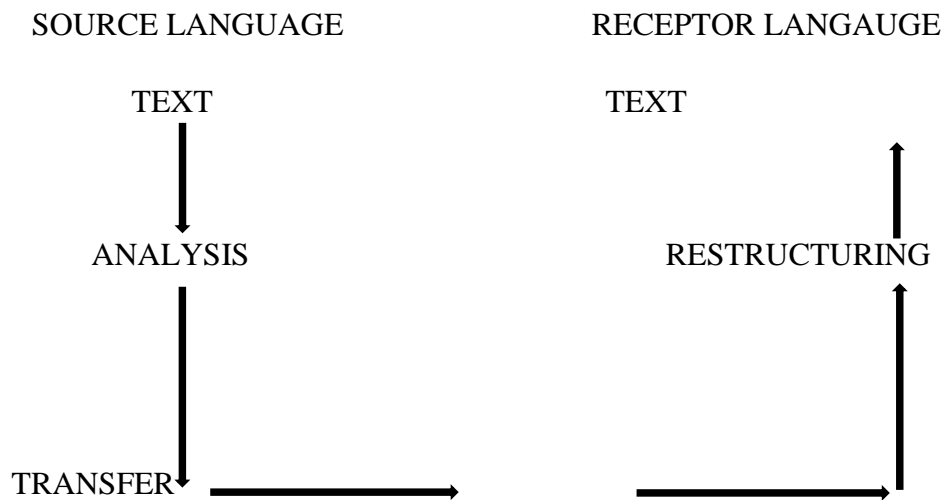 SOURCE LANGUAGE RECEPTOR LANGAUGE
TEXT TEXT
ANALYSIS RESTRUCTURING
TRANSFER